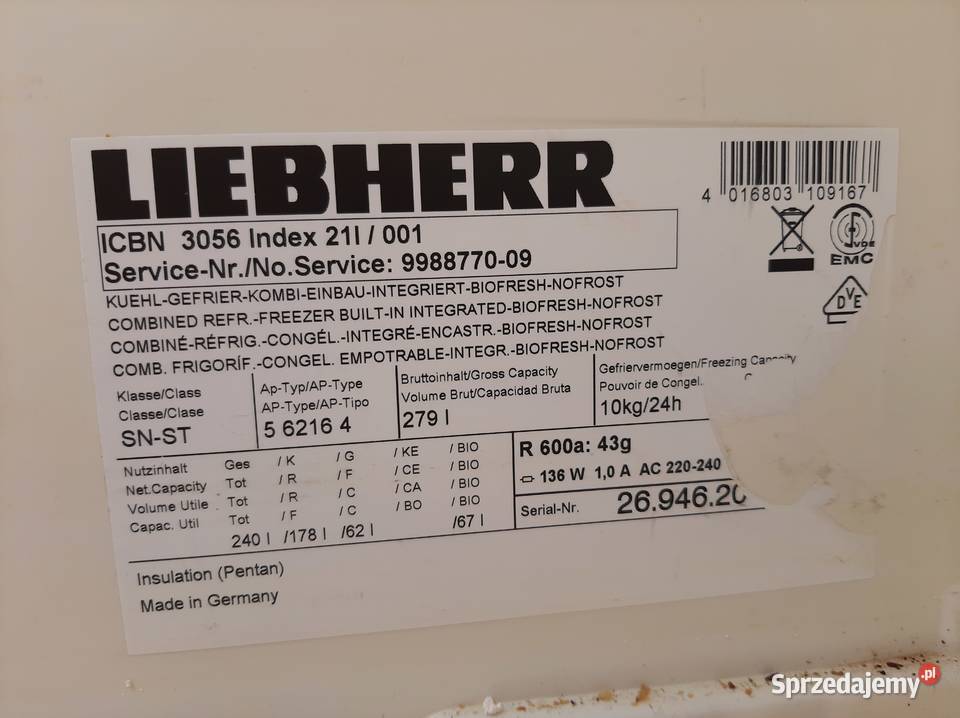 LIEBHERR
4 016803 109167
ICBN 3056 Index 21I / 001
Service-Nr./No.Service: 9988770-09
VDE
EMC
DVE
KUEHL-GEFRIER-KOMBI-EINBAU-INTEGRIERT-BIOFRESH-NOFROST
COMBINED REFR.-FREEZER BUILT-IN INTEGRATED-BIOFRESH-NOFROST
COMBINÉ-RÉFRIG.-CONGÉL.-INTEGRÉ-ENCASTR.-BIOFRESH-NOFROST
COMB. FRIGORÍF.-CONGEL. EMPOTRABLE-INTEGR.-BIOFRESH-NOFROST
Klasse/Class
Classe/Clase
SN-ST
Ap-Typ/AP-Type
AP-Type/AP-Tipo
5 6216 4
Bruttoinhalt/Gross Capacity
Volume Brut/Capacidad Bruta
279 l
Gefriervermoegen/Freezing Capacity
Pouvoir de Congel.
10kg/24h
Nutzinhalt Ges / K / G / KE / BIO
Net.Capacity Tot / R / F / CE / BIO
Volume Utile Tot / R / C / CA / BIO
Capac. Util Tot / F / C / BO / BIO
240 l /178 l /62 l /67 l
R 600a: 43g
136 W 1,0 A AC 220-240
Serial-Nr. 26.946.20
Insulation (Pentan)
Made in Germany
Sprzedajemy.pl